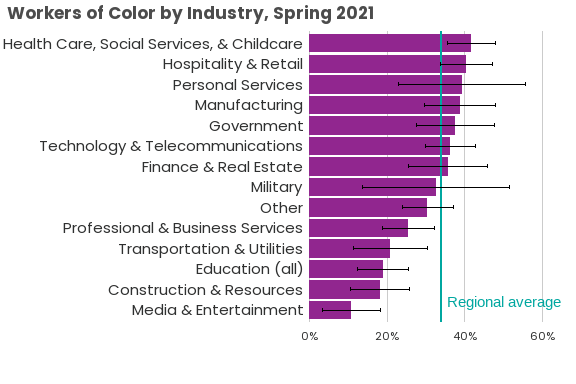 Workers of Color by Industry, Spring 2021
Health Care, Social Services, & Childcare
Hospitality & Retail
Personal Services
Manufacturing
Government
Technology & Telecommunications
Finance & Real Estate
Military
Other
Professional & Business Services
Transportation & Utilities
Education (all)
Construction & Resources
Media & Entertainment
Regional average
0% 20% 40% 60%